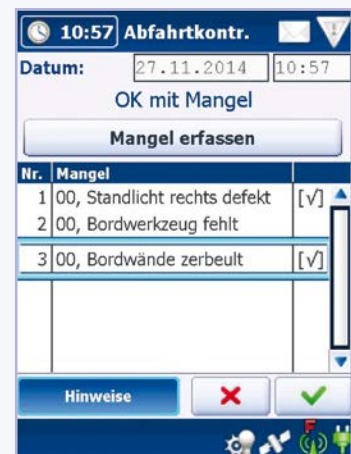 10:57 Abfahrtkontr.
Datum: 27.11.2014 10:57
OK mit Mangel
Mangel erfassen
Nr. Mangel
1 00, Standlicht rechts defekt [√]
2 00, Bordwerkzeug fehlt
3 00, Bordwände zerbeult [√]
Hinweise
F